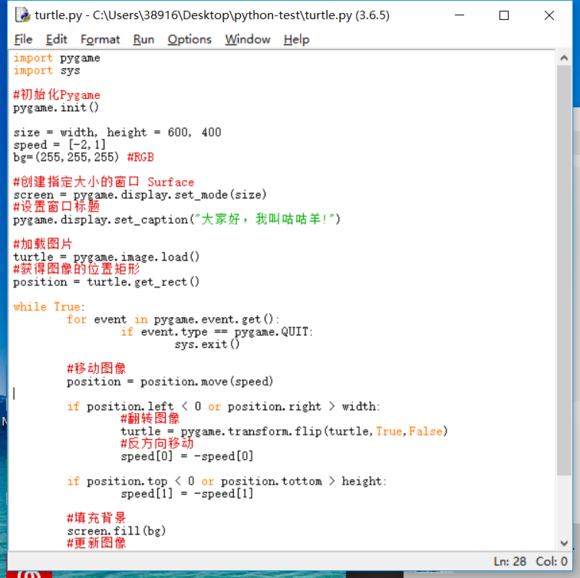 turtle.py - C:\Users\38916\Desktop\python-test\turtle.py (3.6.5)
File Edit Format Run Options Window Help
import pygame
import sys
#初始化Pygame
pygame.init()
size = width, height = 600, 400
speed = [-2,1]
bg=(255,255,255) #RGB
#创建指定大小的窗口 Surface
screen = pygame.display.set_mode(size)
#设置窗口标题
pygame.display.set_caption("大家好，我叫咕咕羊!")
#加载图片
turtle = pygame.image.load()
#获得图像的位置矩形
position = turtle.get_rect()
while True:
for event in pygame.event.get():
if event.type == pygame.QUIT:
sys.exit()
#移动图像
position = position.move(speed)
if position.left < 0 or position.right > width:
#翻转图像
turtle = pygame.transform.flip(turtle,True,False)
#反方向移动
speed[0] = -speed[0]
if position.top < 0 or position.tottom > height:
speed[1] = -speed[1]
#填充背景
screen.fill(bg)
#更新图像
Ln: 28 Col: 0